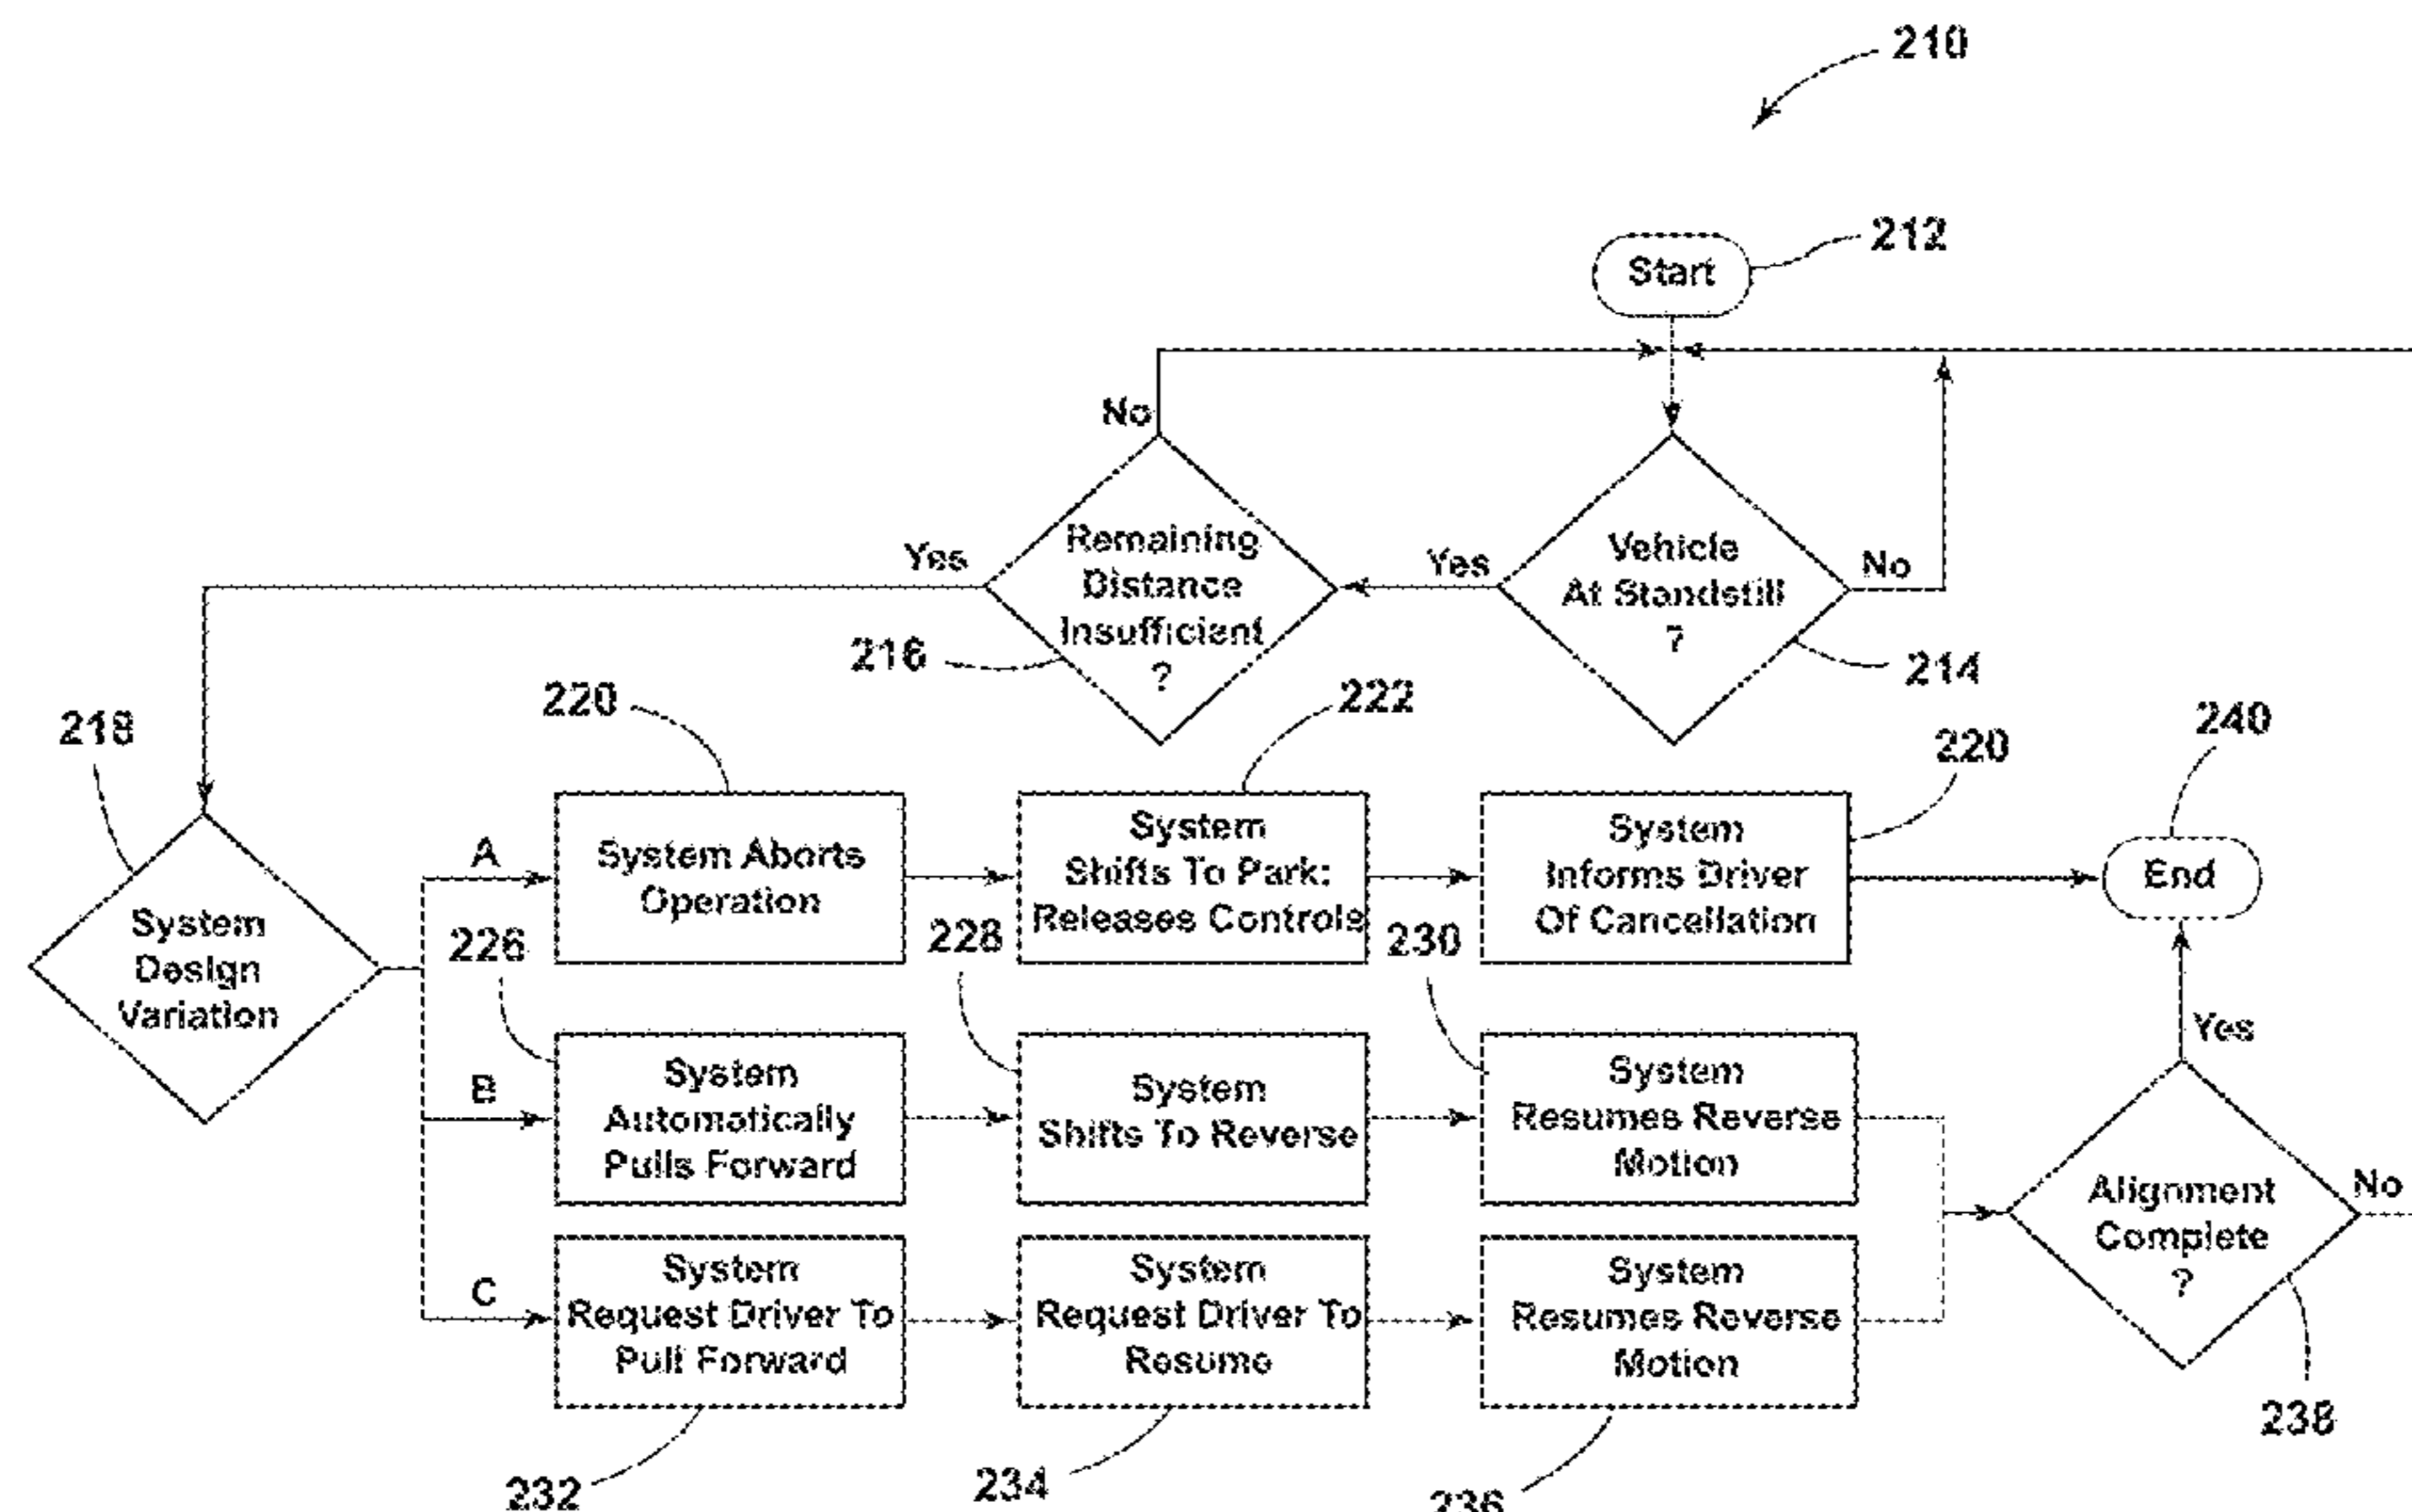 210
212
Start
No
Remaining
Distance
Insufficient
?
Yes
216
Vehicle
At Standstill
?
Yes
No
214
218
220
222
220
240
System
Design
Variation
A
System Aborts
Operation
System
Shifts To Park:
Releases Controls
System
Informs Driver
Of Cancellation
End
226
228
230
B
System
Automatically
Pulls Forward
System
Shifts To Reverse
System
Resumes Reverse
Motion
Yes
Alignment
Complete
?
No
C
System
Request Driver To
Pull Forward
System
Request Driver To
Resume
System
Resumes Reverse
Motion
238
232
234
236